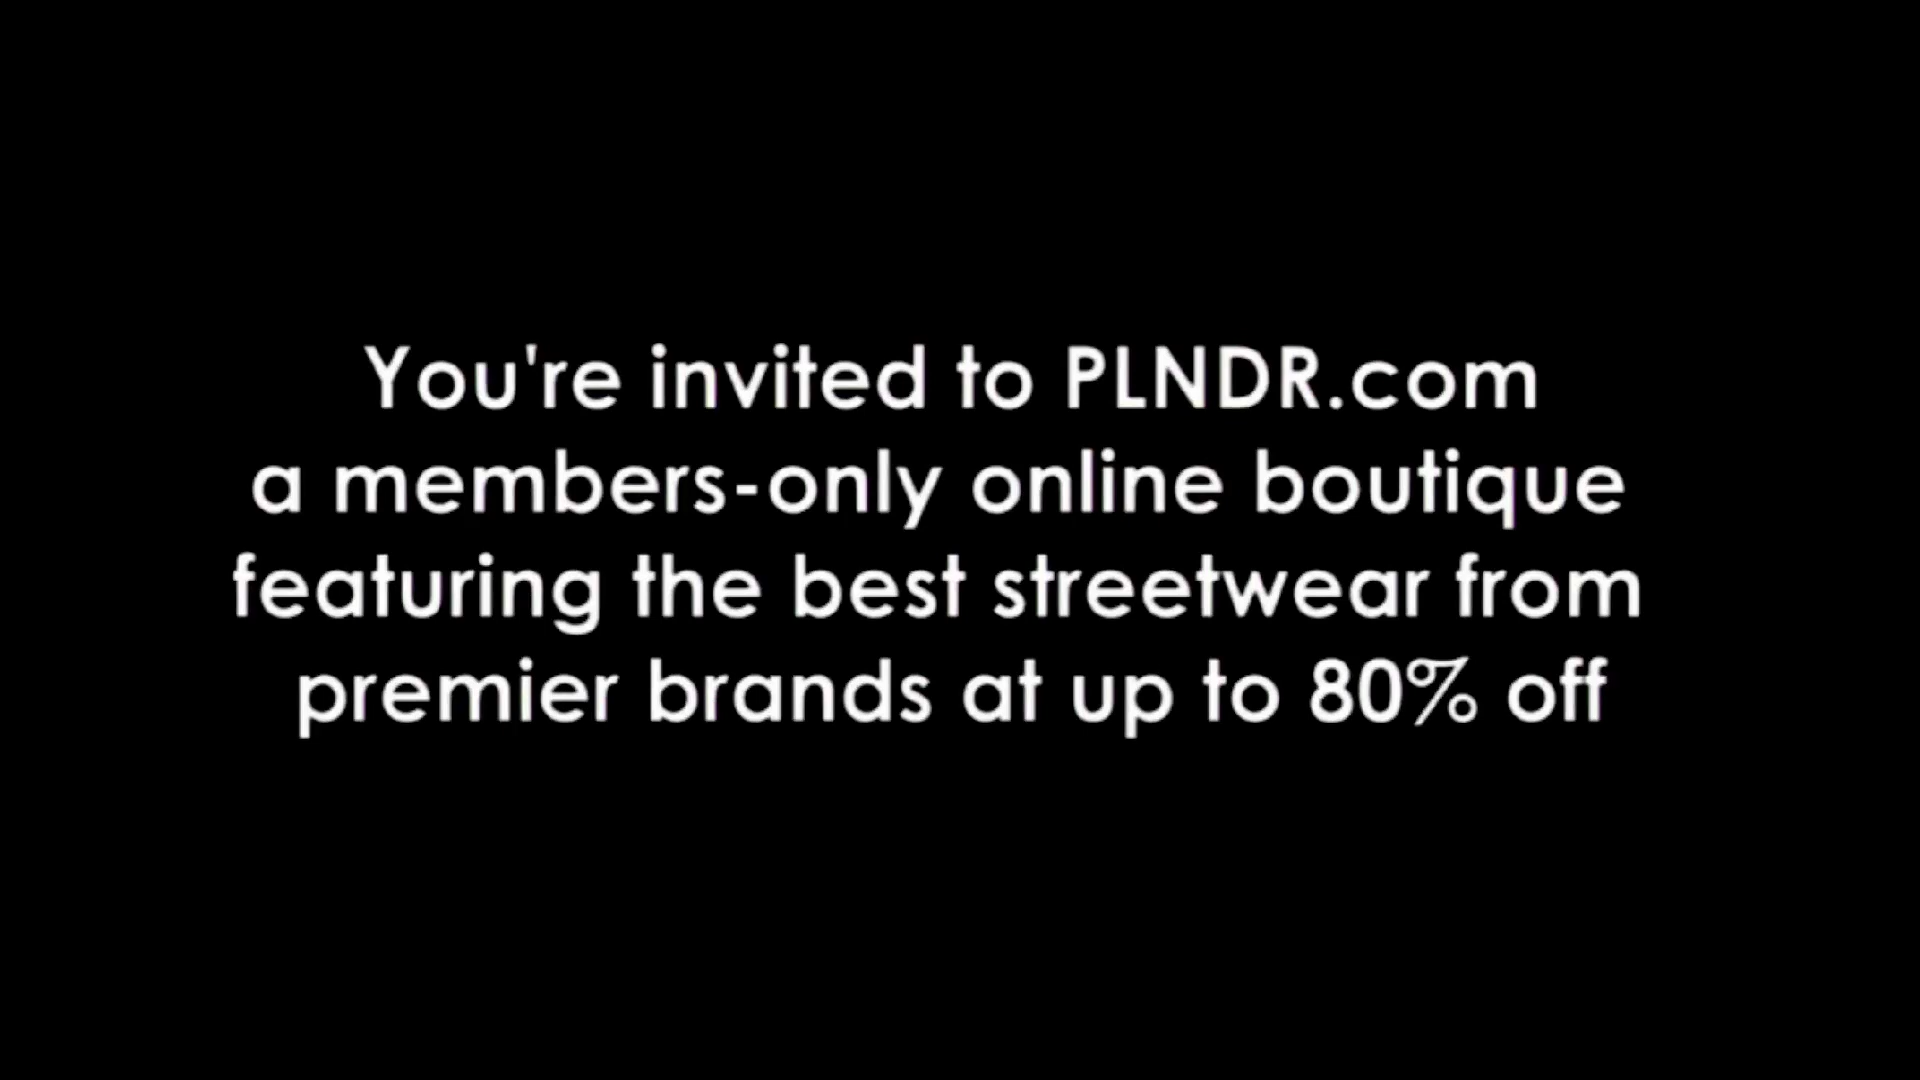 You're invited to PLNDR.com
a members-only online boutique
featuring the best streetwear from
premier brands at up to 80% off